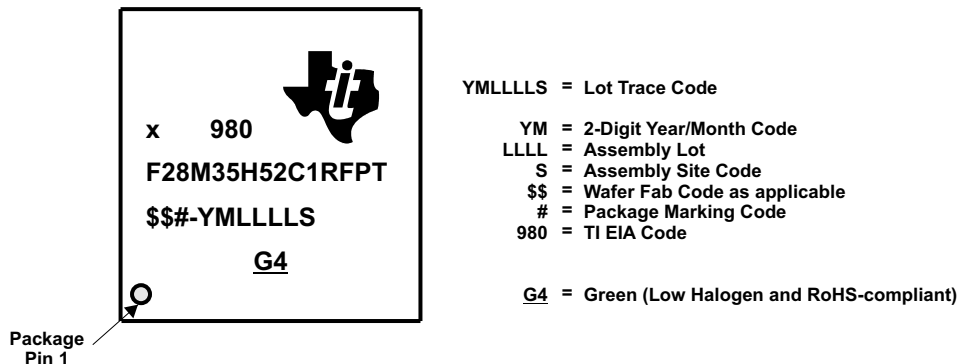 x 980
F28M35H52C1RFPT
$$#-YMLLLLS
G4
Package
Pin 1
YMLLLLS = Lot Trace Code
YM = 2-Digit Year/Month Code
LLLL = Assembly Lot
S = Assembly Site Code
$$ = Wafer Fab Code as applicable
# = Package Marking Code
980 = TI EIA Code
G4 = Green (Low Halogen and RoHS-compliant)